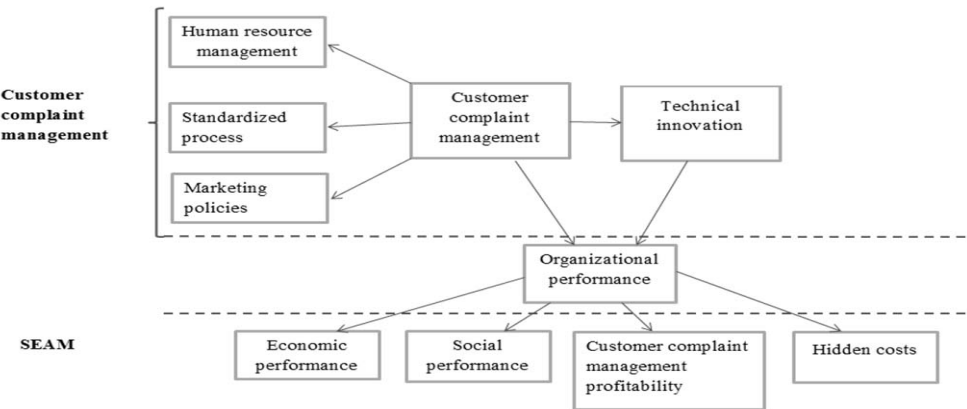 Human resource
management
Customer
complaint
management
Standardized
process
Marketing
policies
Customer
complaint
management
Technical
innovation
Organizational
performance
SEAM
Economic
performance
Social
performance
Customer complaint
management
profitability
Hidden costs